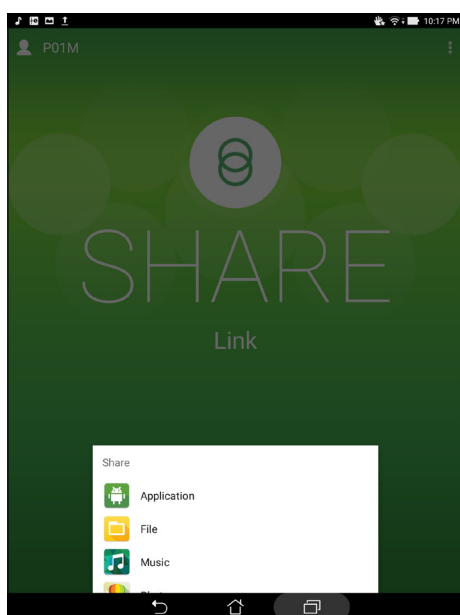 10:17 PM
P01M
SHARE
Link
Share
Application
File
Music